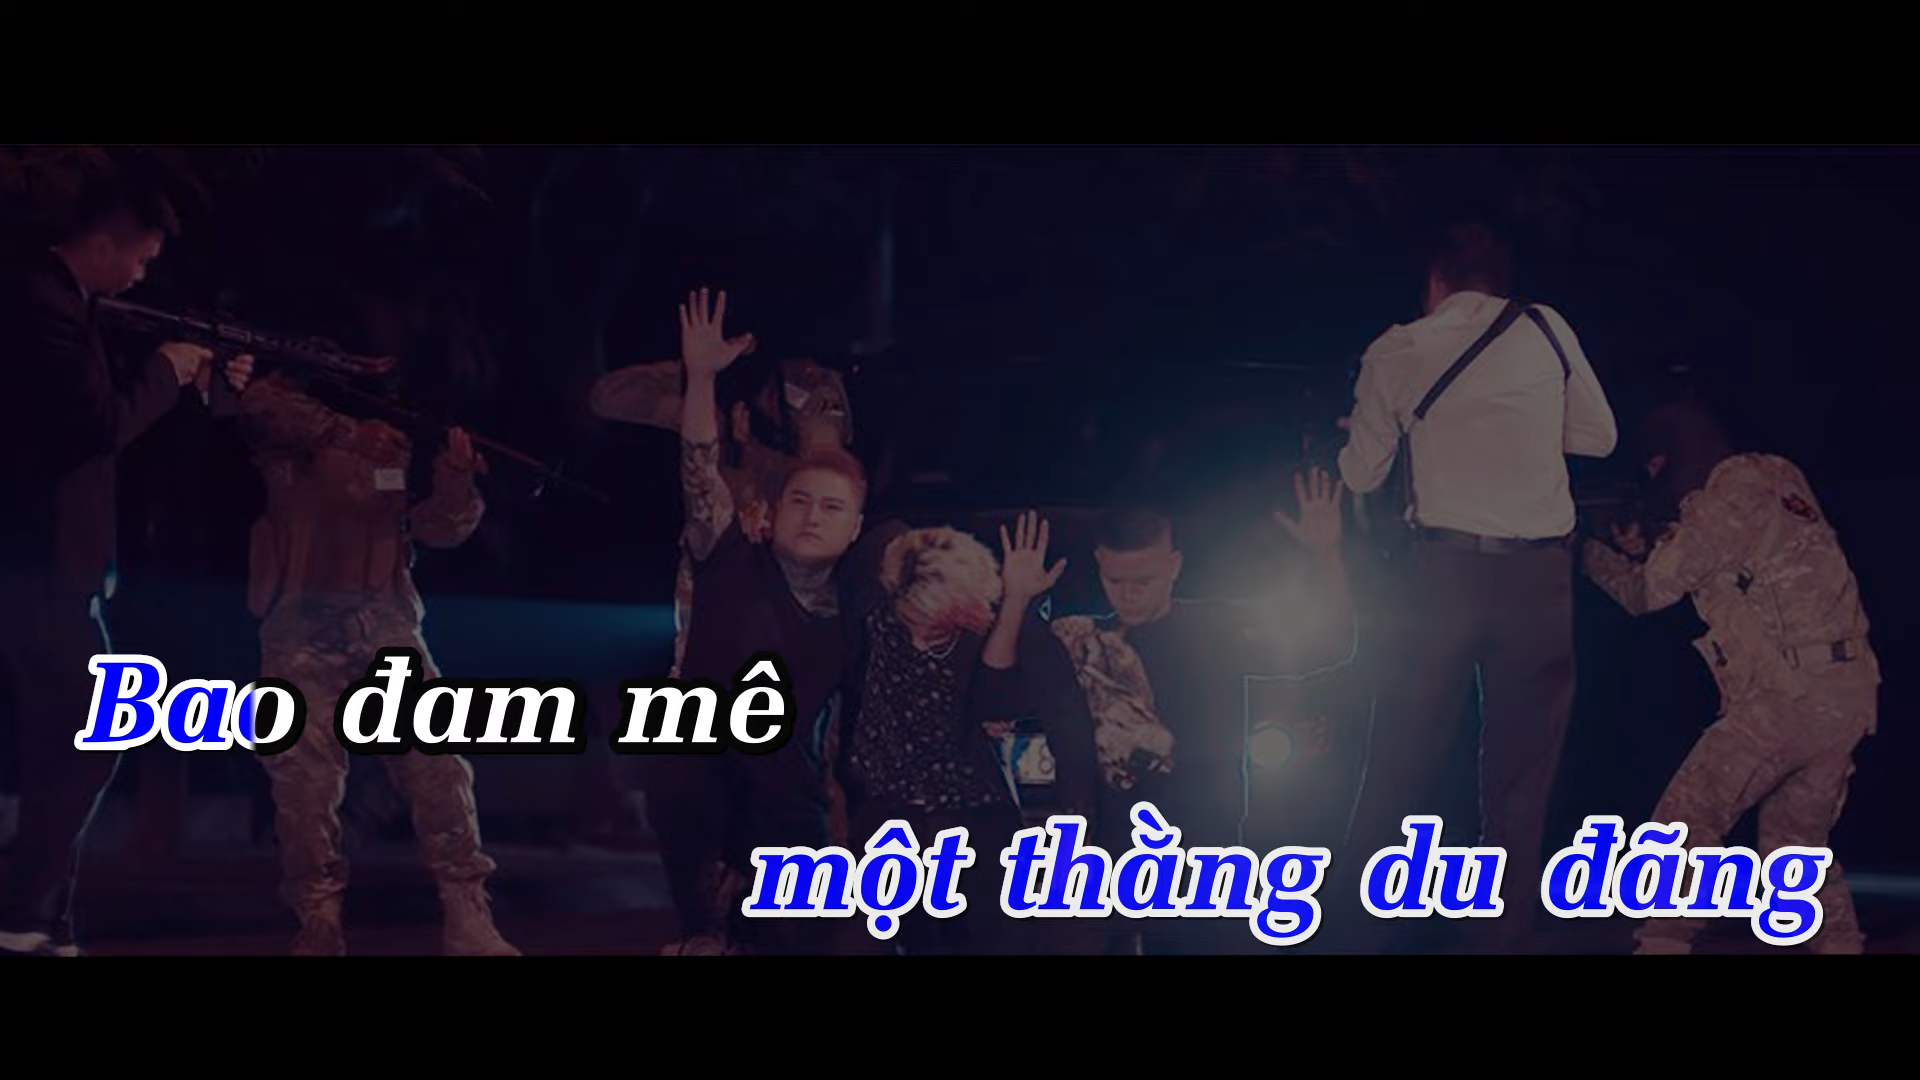 Bao đam mê
một thằng du đãng